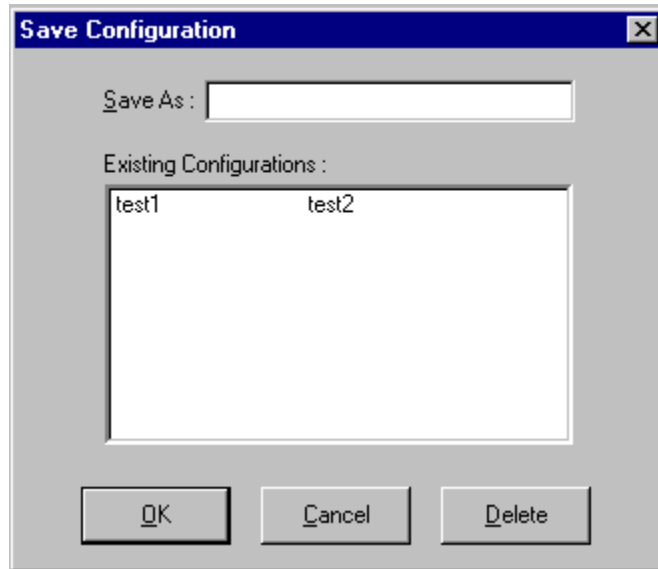 Save Configuration
Save As :
Existing Configurations :
test1 test2
OK Cancel Delete